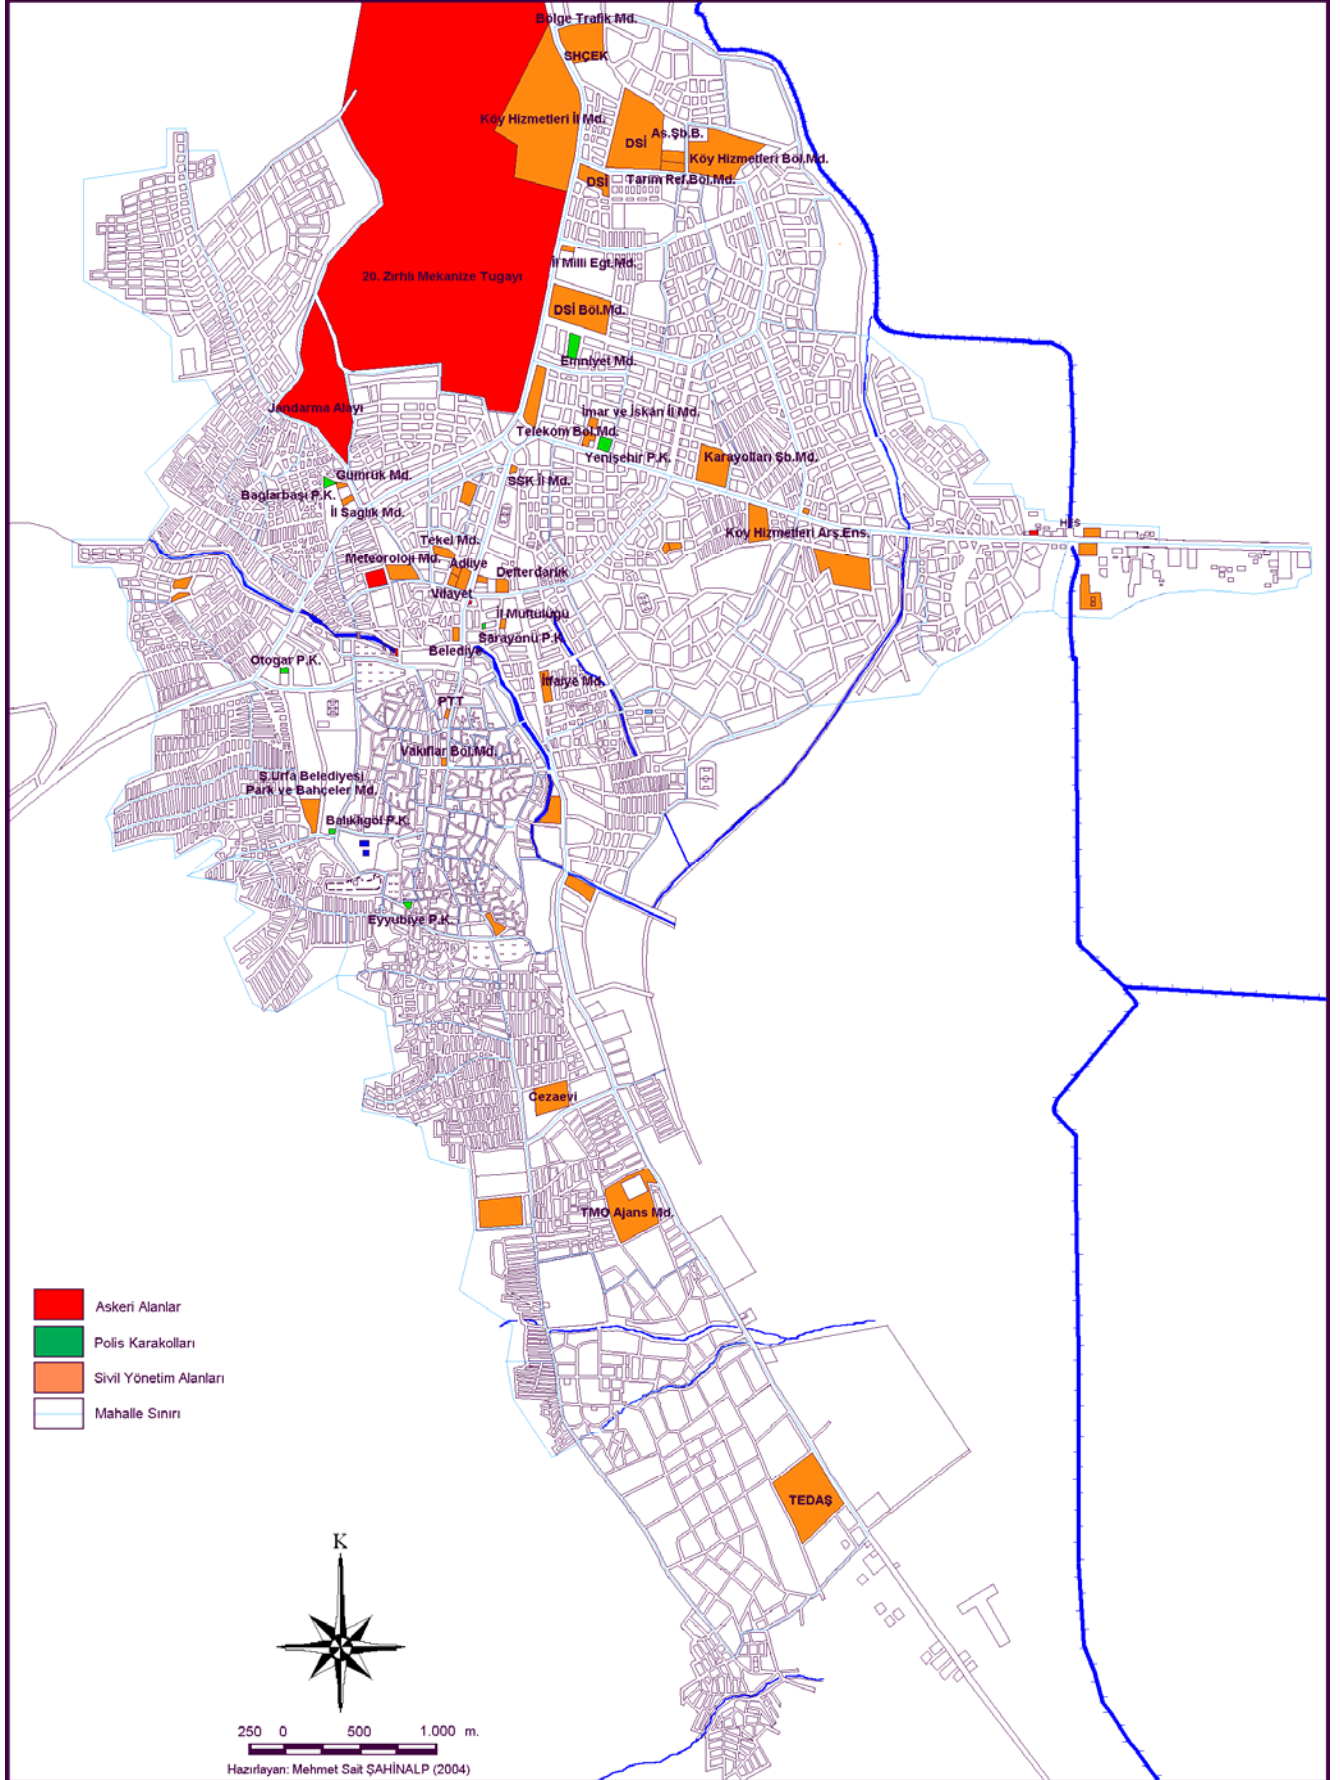 Bölge Trafik Md.
SHÇEK
Köy Hizmetleri İl Md.
As.Şb.B.
DSİ
Köy Hizmetleri Böl.Md.
DSİ
Tarım Ref.Böl.Md.
İl Milli Egt.Md.
20. Zırhlı Mekanize Tugayı
DSİ Böl.Md.
Emniyet Md.
Jandarma Alayı
İmar ve İskan İl Md.
Telekom Böl.Md.
Yenişehir P.K.
Karayolları Şb.Md.
Gümrük Md.
SSK İl Md.
Bağlarbaşı P.K.
İl Sağlık Md.
HES
Köy Hizmetleri Arş.Ens.
Tekel Md.
Meteoroloji Md.
Adliye
Defterdarlık
Vilayet
İl Müftülüğü
Sarayönü P.K.
Belediye
Otogar P.K.
İtfaiye Md.
PTT
Vakıflar Böl.Md.
Ş.Urfa Belediyesi
Park ve Bahçeler Md.
Balıklıgöl P.K.
Eyyubiye P.K.
Cezaevi
TMO Ajans Md.
Askeri Alanlar
Polis Karakolları
Sivil Yönetim Alanları
Mahalle Sınırı
TEDAŞ
K
250 0 500 1.000 m.
Hazırlayan: Mehmet Sait ŞAHİNALP (2004)